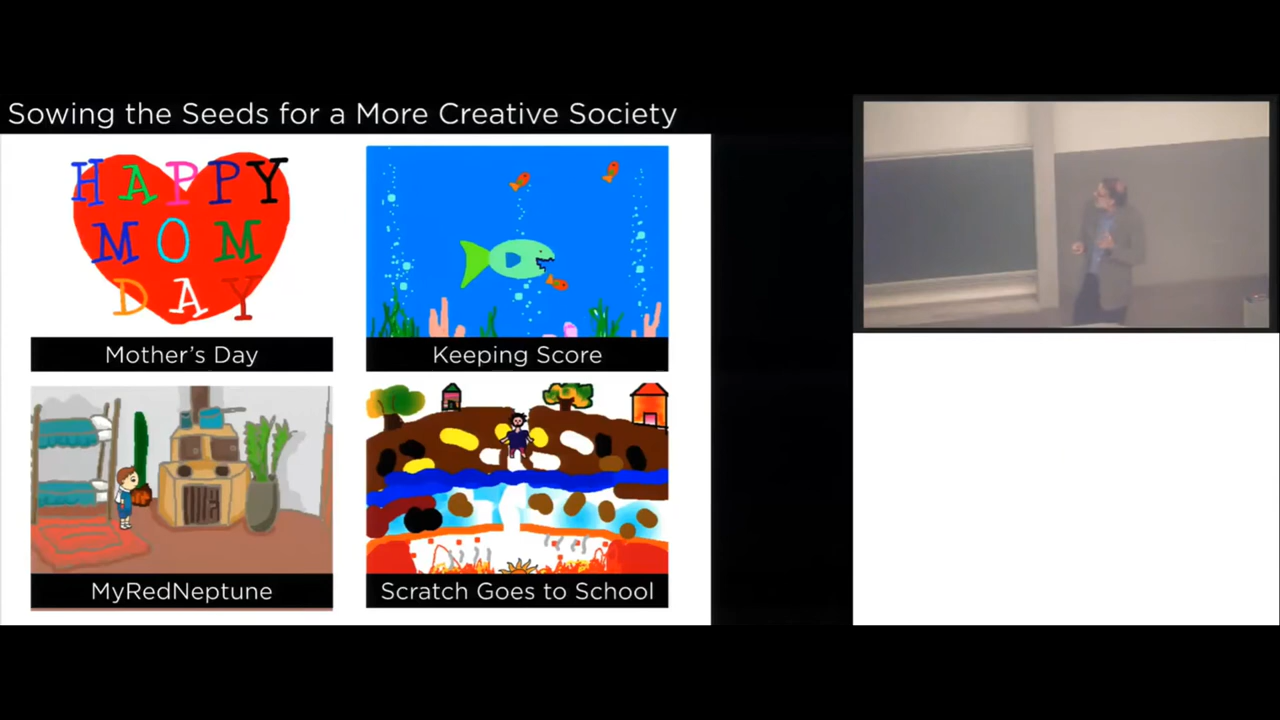 Sowing the Seeds for a More Creative Society
HAPPY
MOM
DAY
Mother's Day
Keeping Score
MyRedNeptune
Scratch Goes to School